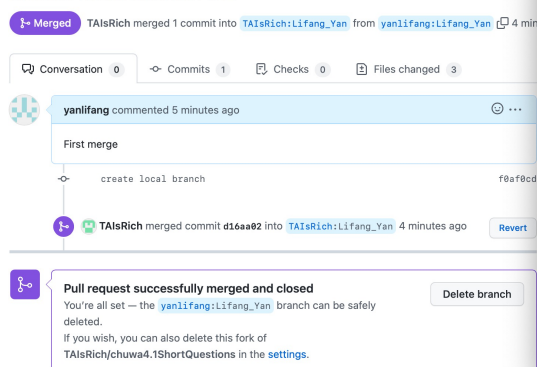 Merged TAIsRich merged 1 commit into TAIsRich:Lifang_Yan from yanlifang:Lifang_Yan 4 min
Conversation 0 Commits 1 Checks 0 Files changed 3
yanlifang commented 5 minutes ago
First merge
create local branch f0af0cd
TAIsRich merged commit d16aa02 into TAIsRich:Lifang_Yan 4 minutes ago Revert
Pull request successfully merged and closed
Delete branch
You're all set — the yanlifang:Lifang_Yan branch can be safely
deleted.
If you wish, you can also delete this fork of
TAIsRich/chuwa4.1ShortQuestions in the settings.